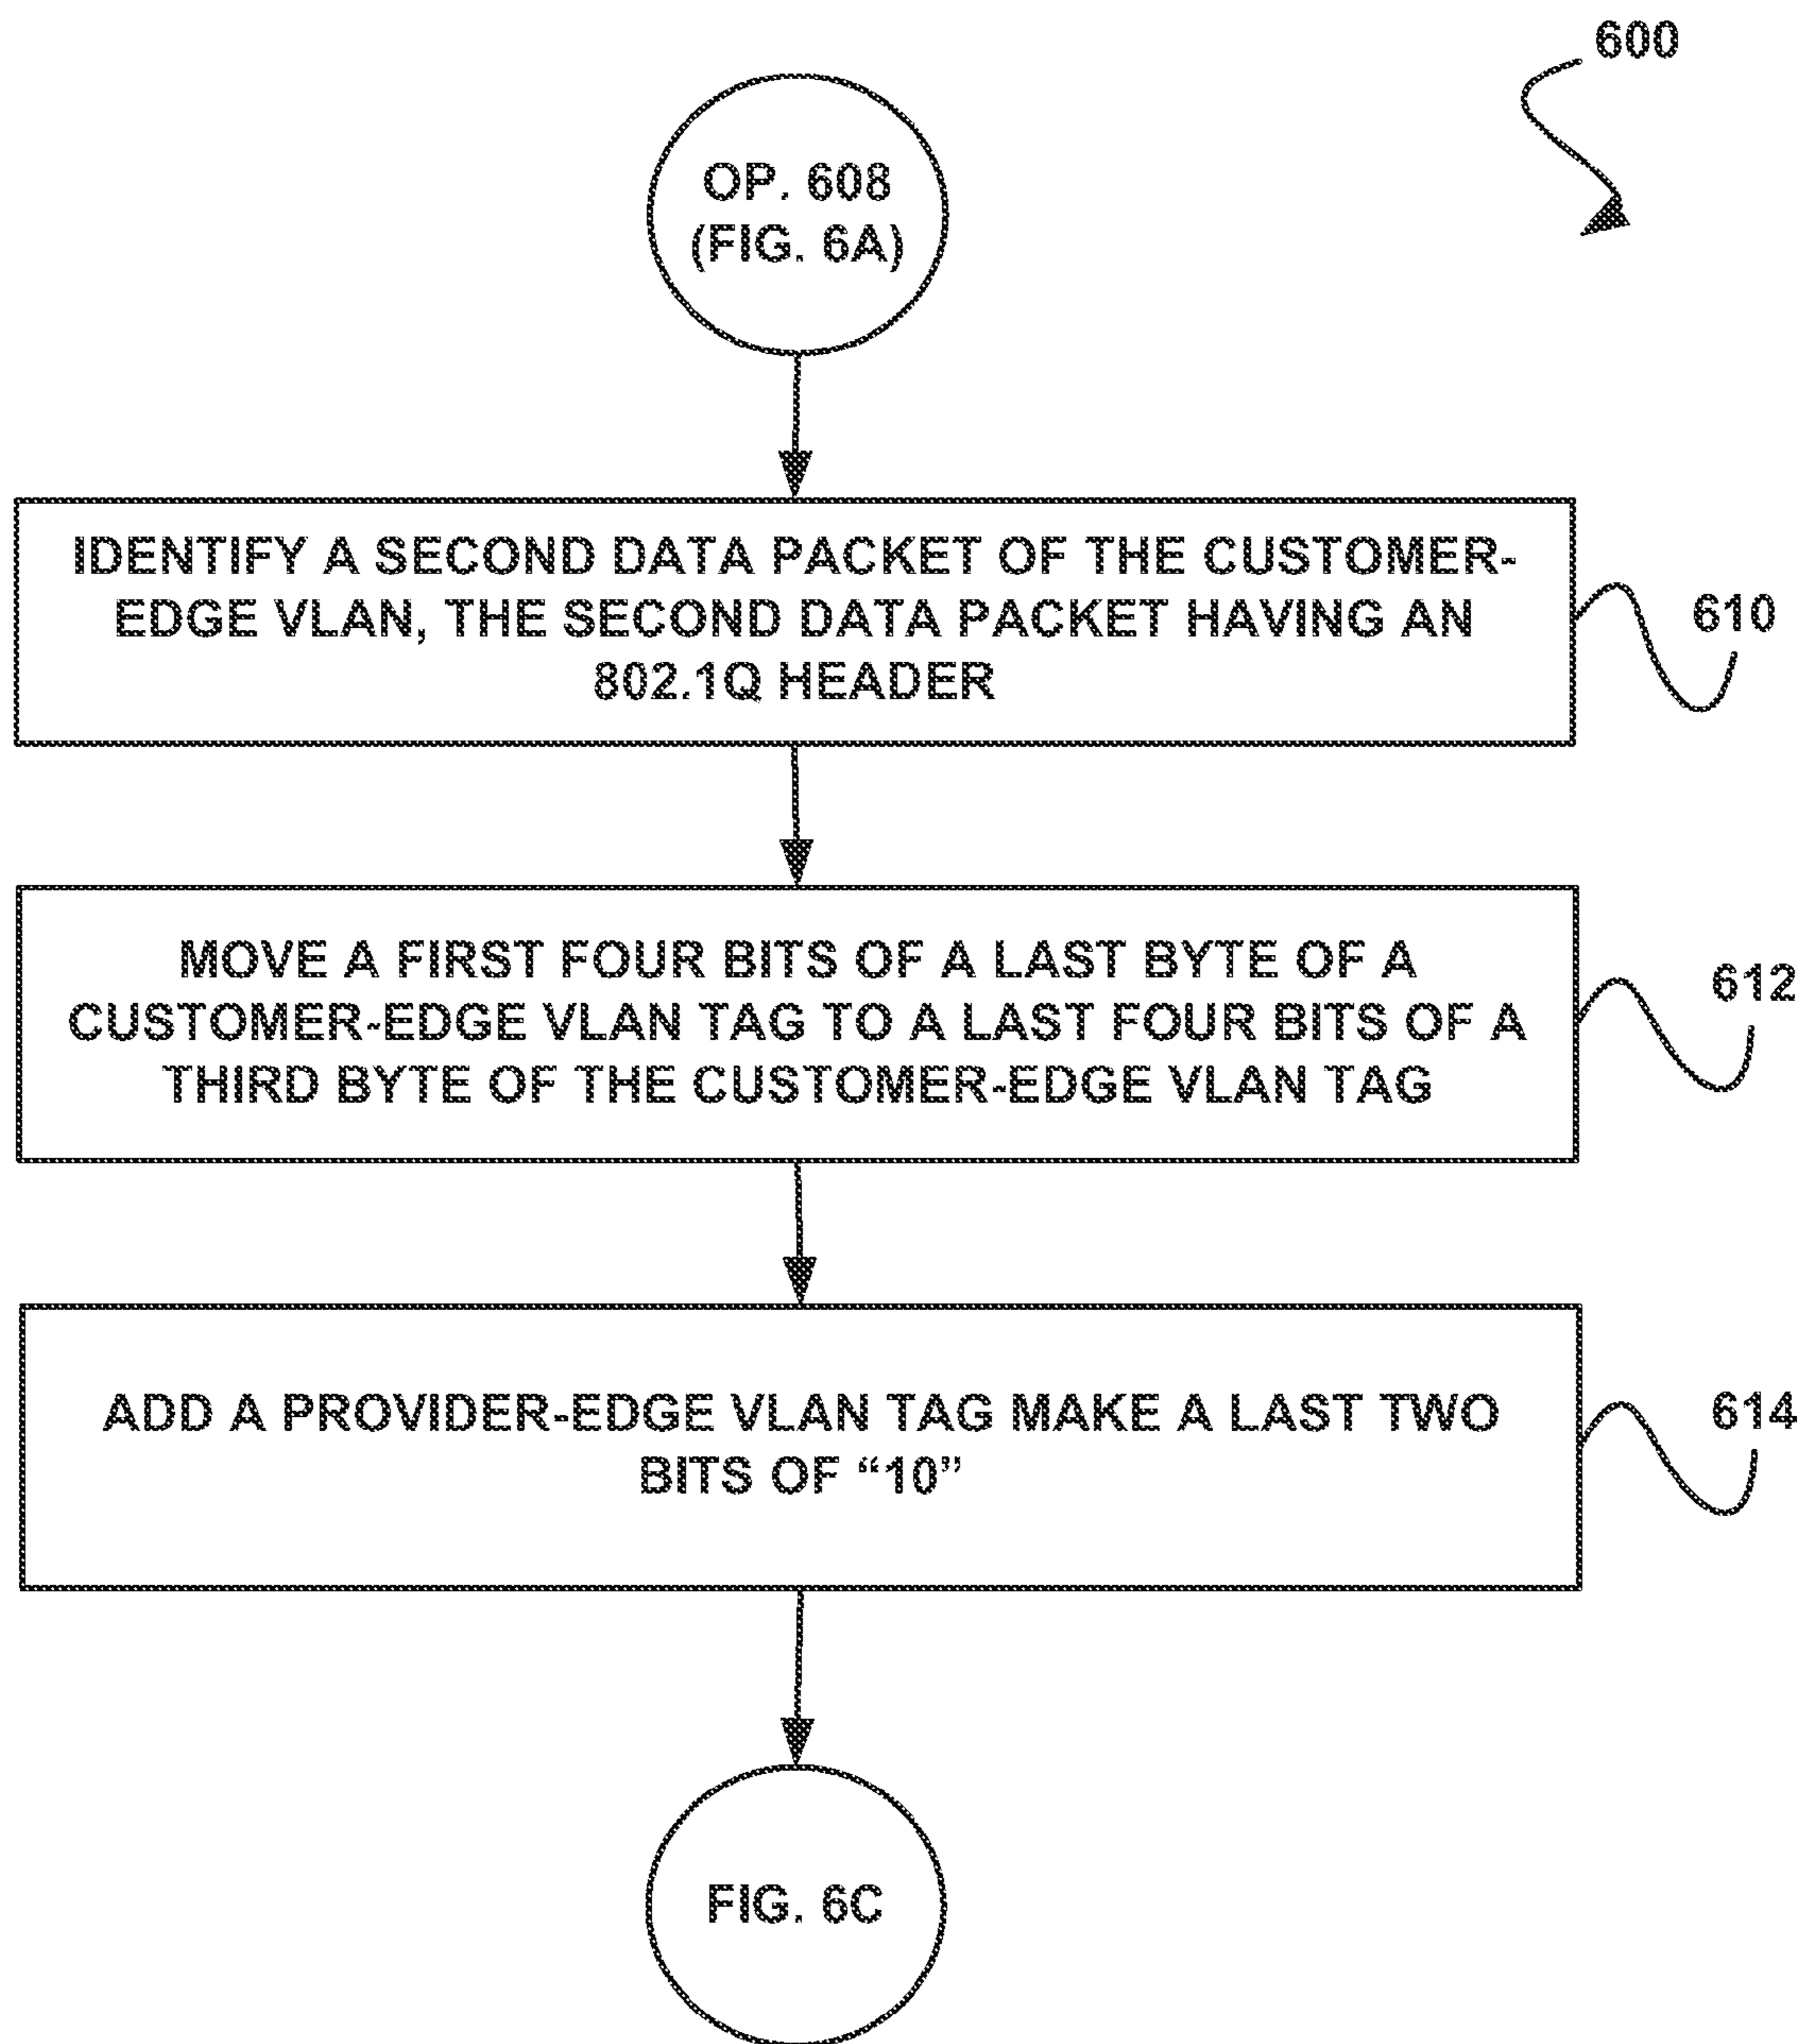 600
OP. 608
(FIG. 6A)
IDENTIFY A SECOND DATA PACKET OF THE CUSTOMER-
EDGE VLAN, THE SECOND DATA PACKET HAVING AN
802.1Q HEADER
610
MOVE A FIRST FOUR BITS OF A LAST BYTE OF A
CUSTOMER-EDGE VLAN TAG TO A LAST FOUR BITS OF A
THIRD BYTE OF THE CUSTOMER-EDGE VLAN TAG
612
ADD A PROVIDER-EDGE VLAN TAG MAKE A LAST TWO
BITS OF “10”
614
FIG. 6C